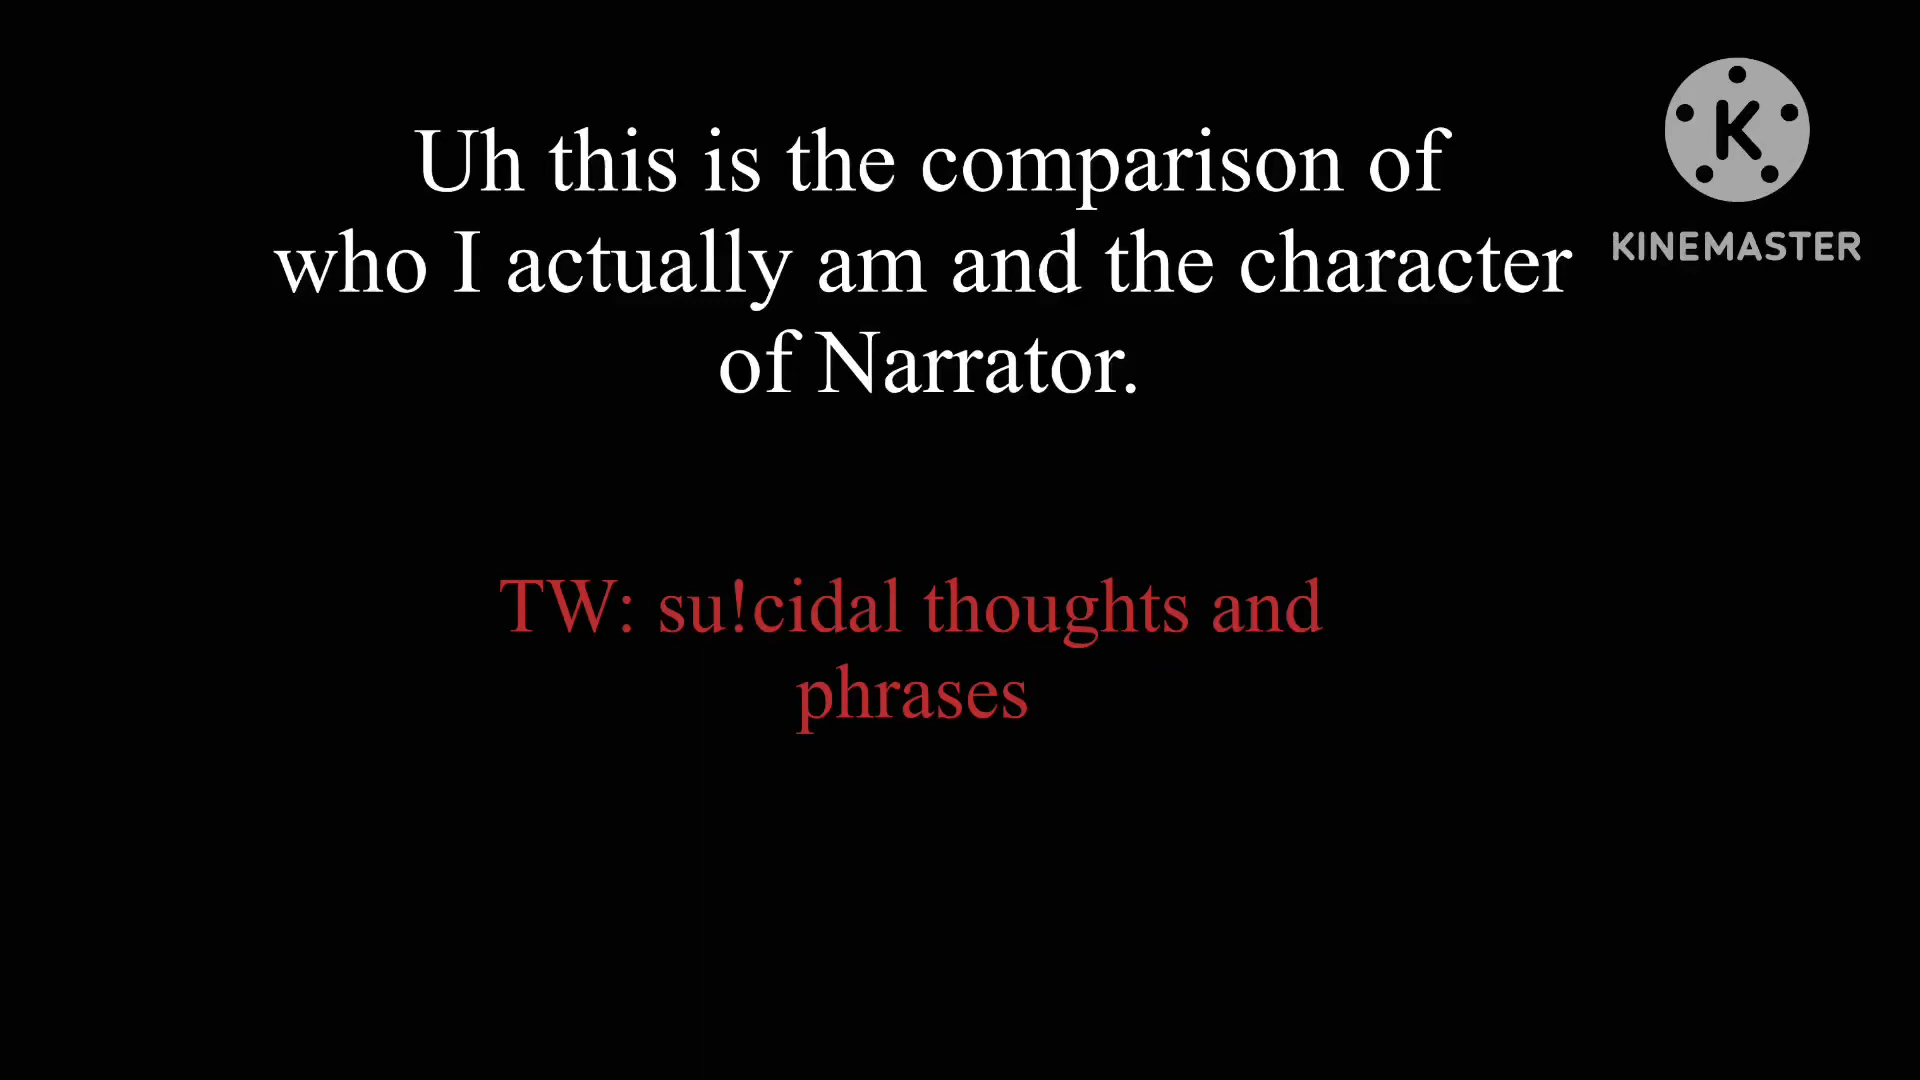 Uh this is the comparison of
who I actually am and the character
of Narrator.
K
KINEMASTER
TW: su!cidal thoughts and
phrases